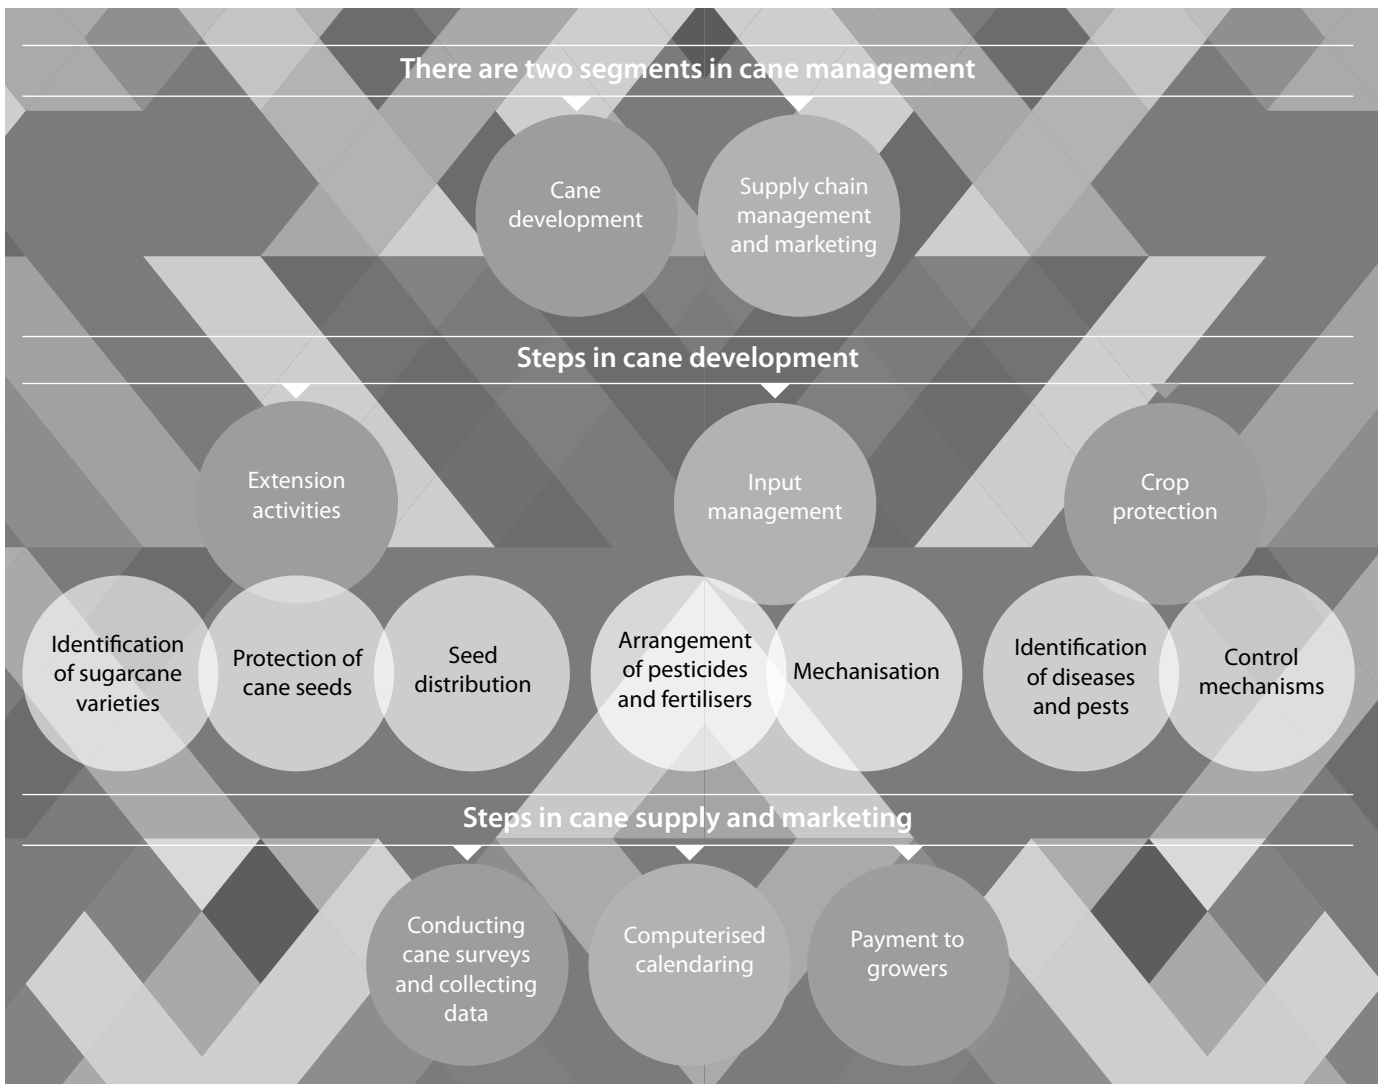 There are two segments in cane management
Cane
development
Supply chain
management
and marketing
Steps in cane development
Extension
activities
Input
management
Crop
protection
Identification
of sugarcane
varieties
Protection of
cane seeds
Seed
distribution
Arrangement
of pesticides
and fertilisers
Mechanisation
Identification
of diseases
and pests
Control
mechanisms
Steps in cane supply and marketing
Conducting
cane surveys
and collecting
data
Computerised
calendaring
Payment to
growers